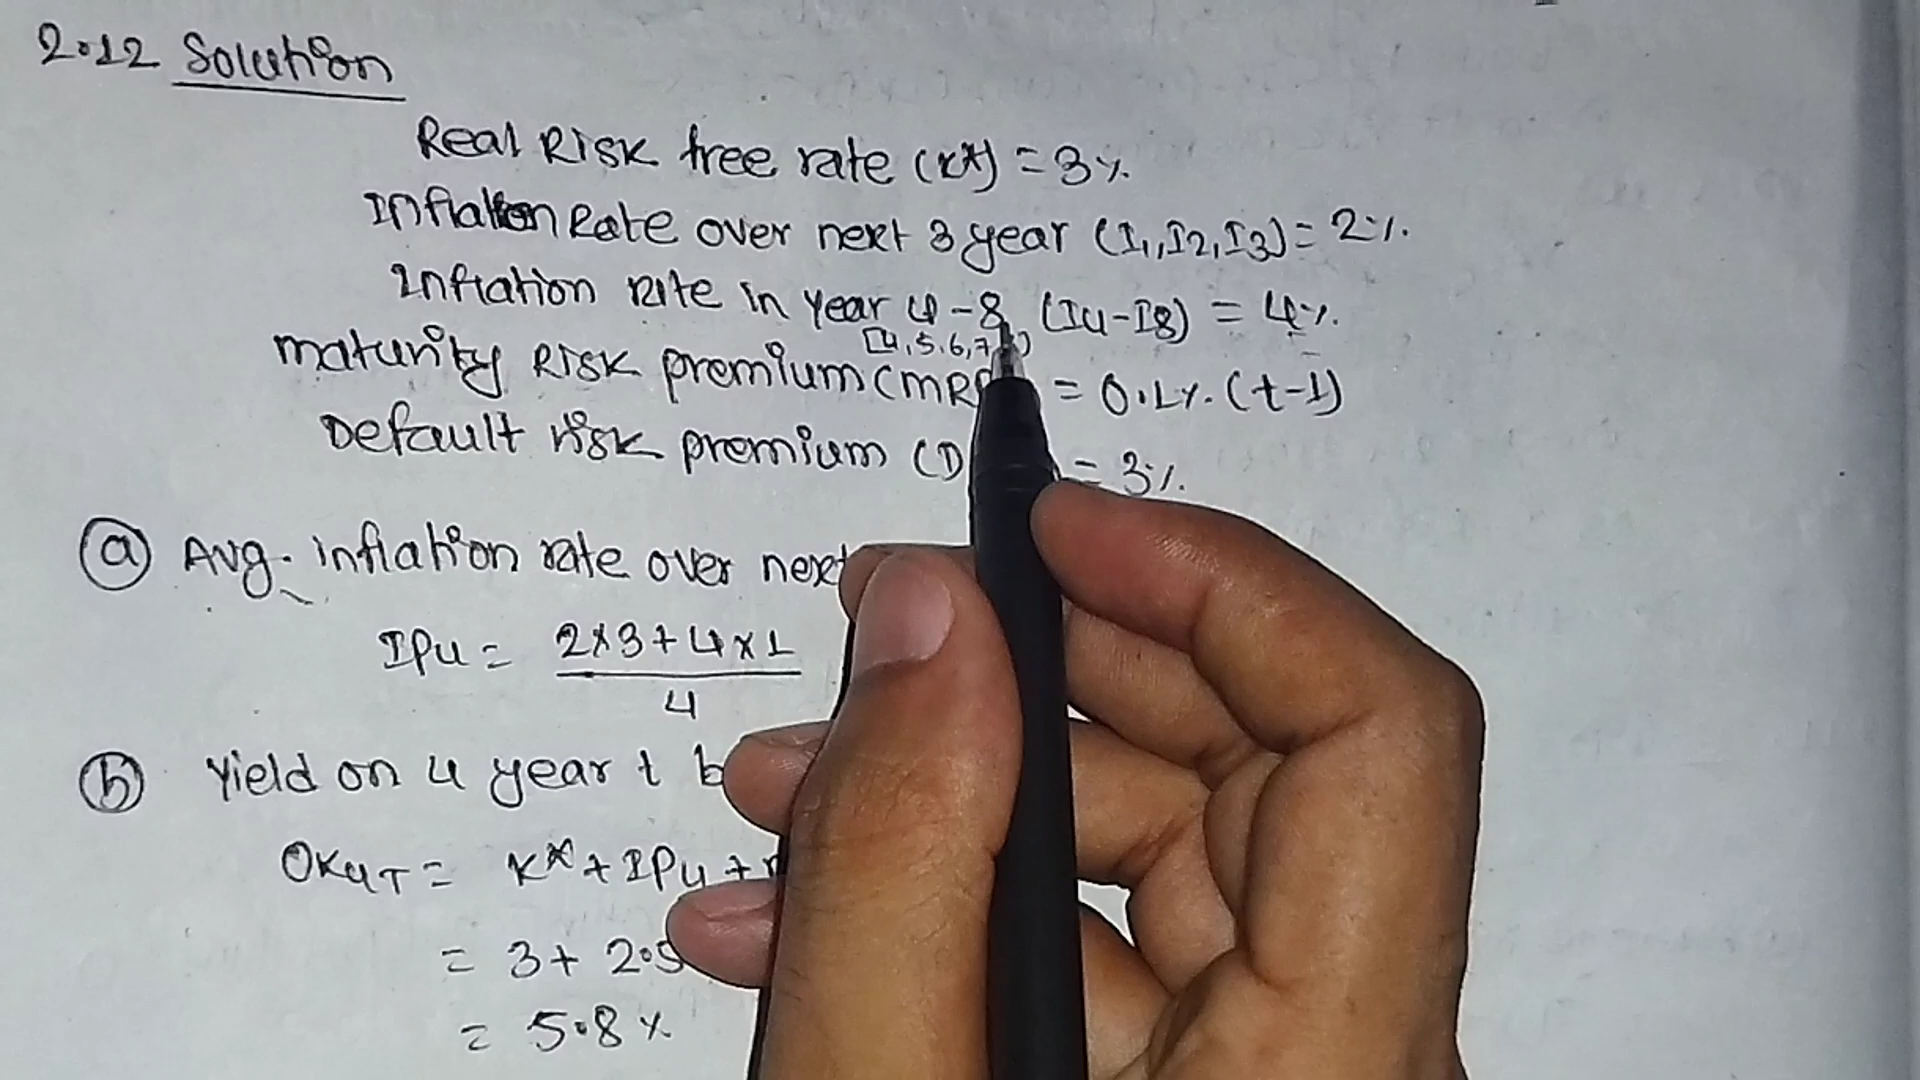 2.12 Solution
Real Risk free rate (k*) = 3%.
Inflation Rate over next 3 year (I1, I2, I3) = 2%.
Inflation rate in year 4-8 (I4-I8) = 4%.
[4,5,6,7
maturity Risk premium (MRP = 0.1%. (t-1)
Default risk premium (D = 3%.
(a) Avg. inflation rate over next
IP4 = 2×3+4×1
4
(b) Yield on 4 year t b
0K4T = K*+IP4+
= 3+ 2.5
= 5.8%